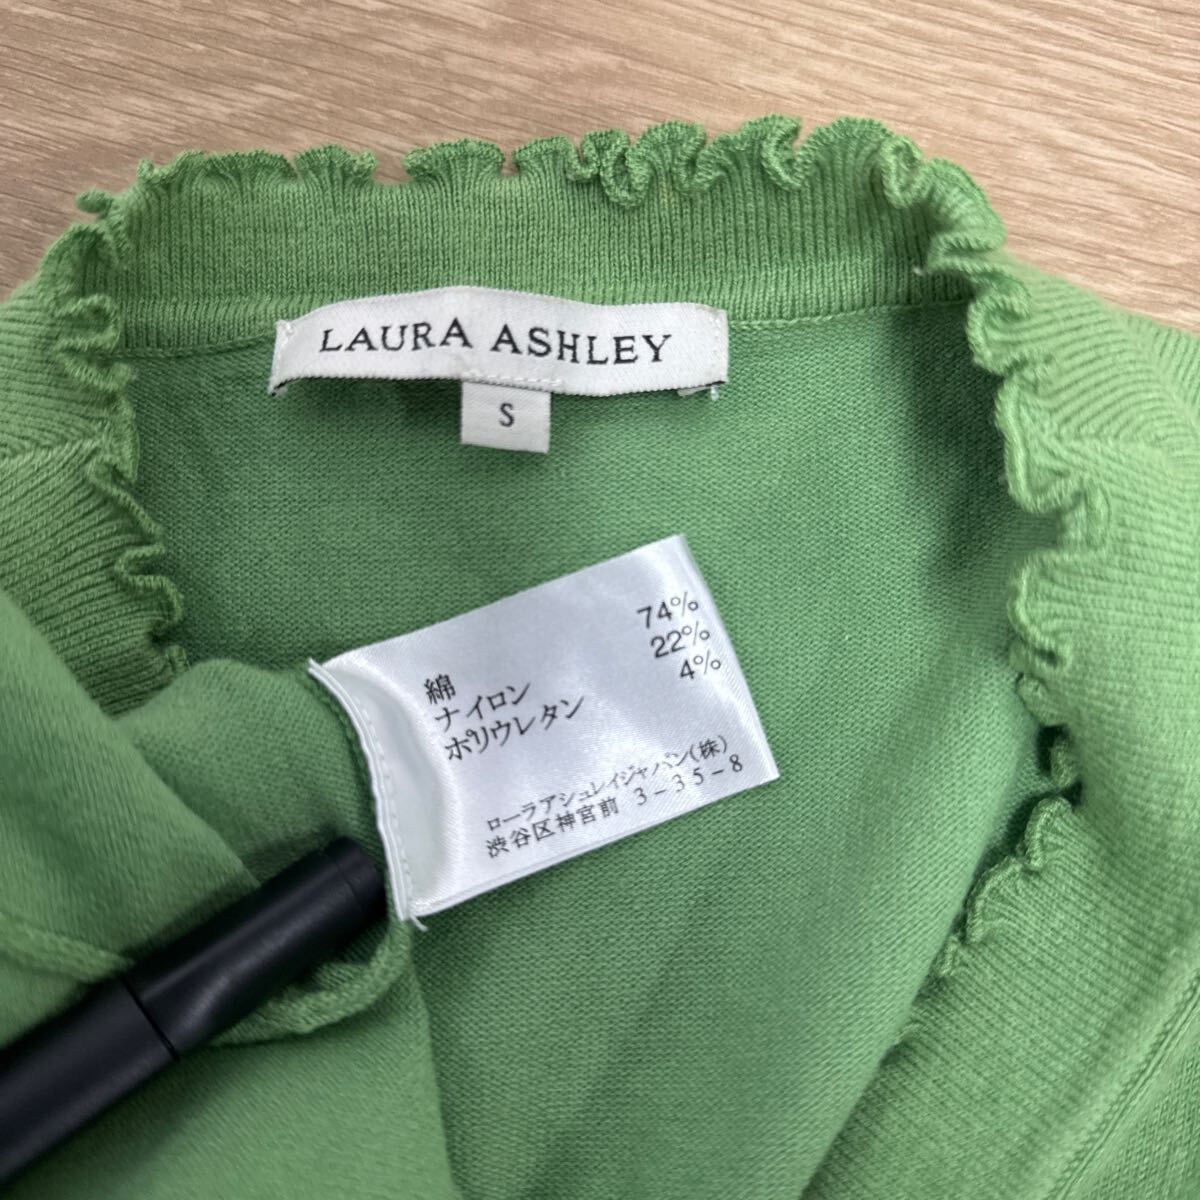 LAURA ASHLEY
S
綿 74%
ナイロン 22%
ポリウレタン 4%
ローラアシュレイジャパン(株)
渋谷区神宮前 3-35-8